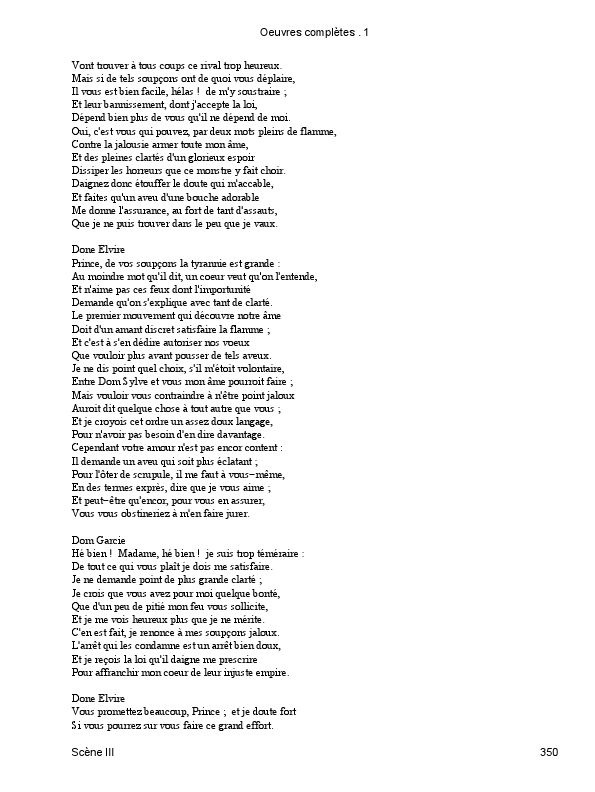 Oeuvres complètes . 1
Vont trouver à tous coups ce rival trop heureux.
Mais si de tels soupçons ont de quoi vous déplaire,
Il vous est bien facile, hélas !  de m'y soustraire ;
Et leur bannissement, dont j'accepte la loi,
Dépend bien plus de vous qu'il ne dépend de moi.
Oui, c'est vous qui pouvez, par deux mots pleins de flamme,
Contre la jalousie armer toute mon âme,
Et des pleines clartés d'un glorieux espoir
Dissiper les horreurs que ce monstre y fait choir.
Daignez donc étouffer le doute qui m'accable,
Et faites qu'un aveu d'une bouche adorable
Me donne l'assurance, au fort de tant d'assauts,
Que je ne puis trouver dans le peu que je vaux.
Done Elvire
Prince, de vos soupçons la tyrannie est grande :
Au moindre mot qu'il dit, un coeur veut qu'on l'entende,
Et n'aime pas ces feux dont l'importunité
Demande qu'on s'explique avec tant de clarté.
Le premier mouvement qui découvre notre âme
Doit d'un amant discret satisfaire la flamme ;
Et c'est à s'en dédire autoriser nos voeux
Que vouloir plus avant pousser de tels aveux.
Je ne dis point quel choix, s'il m'étoit volontaire,
Entre Dom Sylve et vous mon âme pourroit faire ;
Mais vouloir vous contraindre à n'être point jaloux
Auroit dit quelque chose à tout autre que vous ;
Et je croyois cet ordre un assez doux langage,
Pour n'avoir pas besoin d'en dire davantage.
Cependant votre amour n'est pas encor content :
Il demande un aveu qui soit plus éclatant ;
Pour l'ôter de scrupule, il me faut à vous−même,
En des termes exprès, dire que je vous aime ;
Et peut−être qu'encor, pour vous en assurer,
Vous vous obstineriez à m'en faire jurer.
Dom Garcie
Hé bien !  Madame, hé bien !  je suis trop téméraire :
De tout ce qui vous plaît je dois me satisfaire.
Je ne demande point de plus grande clarté ;
Je crois que vous avez pour moi quelque bonté,
Que d'un peu de pitié mon feu vous sollicite,
Et je me vois heureux plus que je ne mérite.
C'en est fait, je renonce à mes soupçons jaloux.
L'arrêt qui les condamne est un arrêt bien doux,
Et je reçois la loi qu'il daigne me prescrire
Pour affranchir mon coeur de leur injuste empire.
Done Elvire
Vous promettez beaucoup, Prince ;  et je doute fort
Si vous pourrez sur vous faire ce grand effort.
Scène III 350